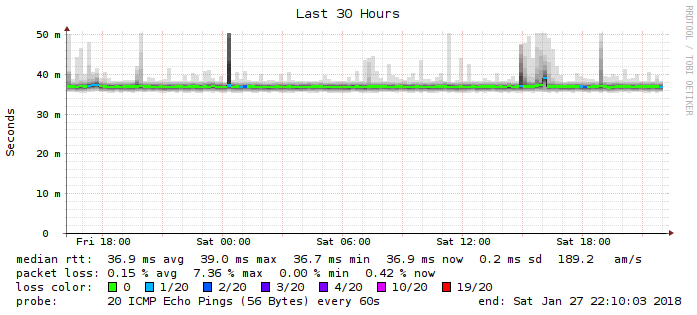 Last 30 Hours
RRDTOOL / TOBI OETIKER
Seconds
50 m
40 m
30 m
20 m
10 m
0
Fri 18:00 Sat 00:00 Sat 06:00 Sat 12:00 Sat 18:00
median rtt: 36.9 ms avg 39.0 ms max 36.7 ms min 36.9 ms now 0.2 ms sd 189.2 am/s
packet loss: 0.15 % avg 7.36 % max 0.00 % min 0.42 % now
loss color: 0 1/20 2/20 3/20 4/20 10/20 19/20
probe: 20 ICMP Echo Pings (56 Bytes) every 60s end: Sat Jan 27 22:10:03 2018